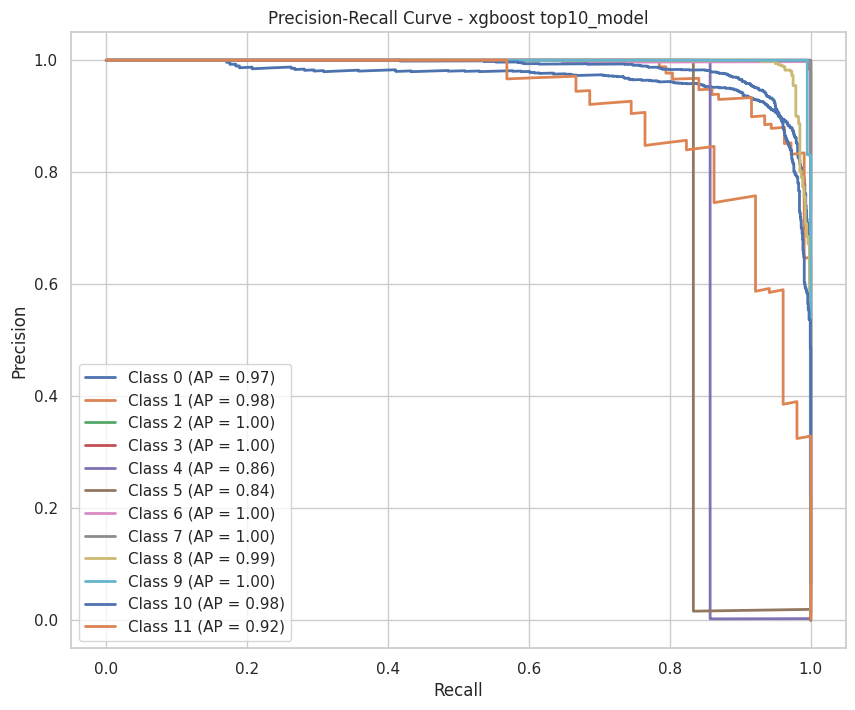 Precision-Recall Curve - xgboost top10_model
1.0
0.8
0.6
0.4
0.2
0.0
Precision
Class 0 (AP = 0.97)
Class 1 (AP = 0.98)
Class 2 (AP = 1.00)
Class 3 (AP = 1.00)
Class 4 (AP = 0.86)
Class 5 (AP = 0.84)
Class 6 (AP = 1.00)
Class 7 (AP = 1.00)
Class 8 (AP = 0.99)
Class 9 (AP = 1.00)
Class 10 (AP = 0.98)
Class 11 (AP = 0.92)
0.0 0.2 0.4 0.6 0.8 1.0
Recall